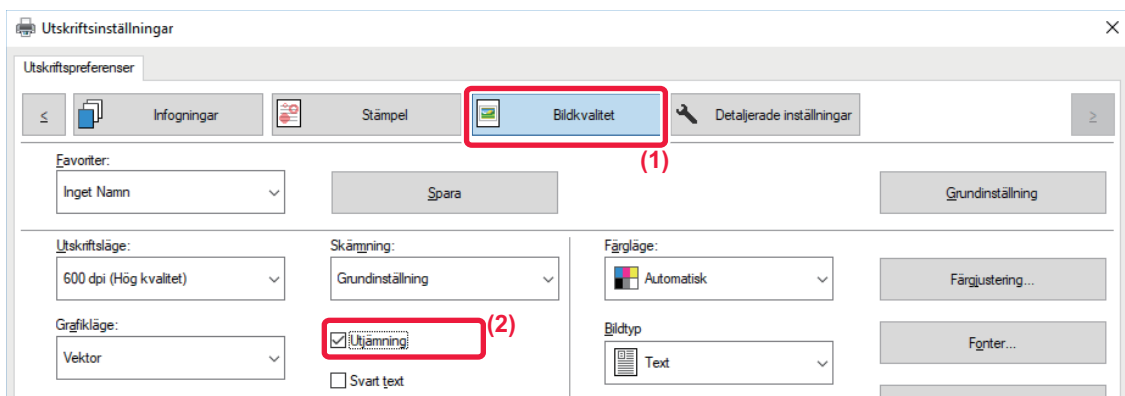 Utskriftsinställningar
Utskriftspreferenser
≤ Infogningar Stämpel Bildkvalitet Detaljerade inställningar ≥
(1)
Favoriter:
Inget Namn Spara Grundinställning
Utskriftsläge: Skärmning: Färgläge:
600 dpi (Hög kvalitet) Grundinställning Automatisk Färgjustering...
Grafikläge: (2) Bildtyp
Vektor Utjämning Text Fonter...
Svart text